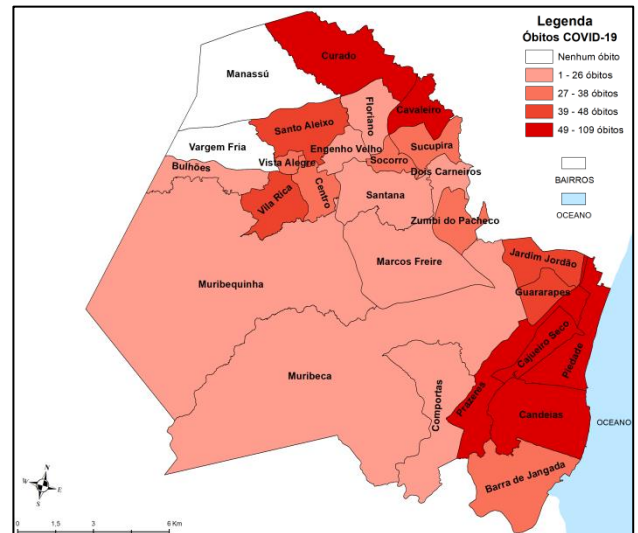 Legenda
Óbitos COVID-19
Nenhum óbito
1 - 26 óbitos
27 - 38 óbitos
39 - 48 óbitos
49 - 109 óbitos
BAIRROS
OCEANO
Curado
Manassú
Floriano
Cavaleiro
Santo Aleixo
Vargem Fria
Engenho Velho
Sucupira
Vista Alegre
Socorro
Bulhões
Dois Carneiros
Vila Rica
Centro
Santana
Zumbi do Pacheco
Jardim Jordão
Marcos Freire
Muribequinha
Guararapes
Cajueiro Seco
Piedade
Muribeca
Comportas
Prazeres
Candeias
OCEANO
Barra de Jangada
N
W
E
S
0 1,5 3 6 Km